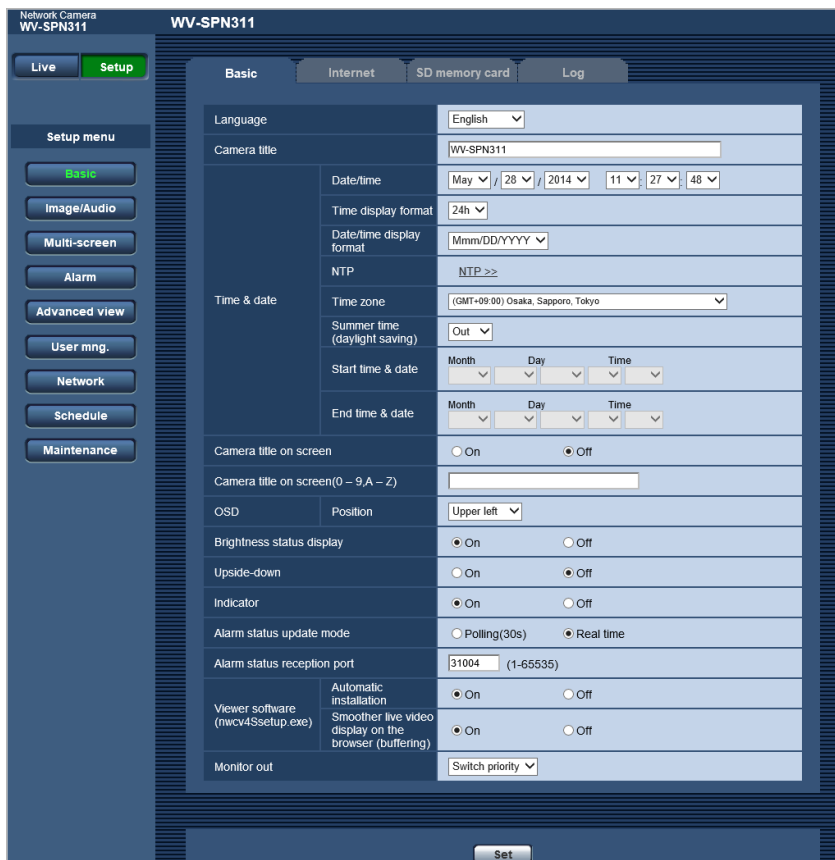 Network Camera
WV-SPN311
WV-SPN311
Live Setup
Basic Internet SD memory card Log
Setup menu
Basic
Image/Audio
Multi-screen
Alarm
Advanced view
User mng.
Network
Schedule
Maintenance
Language English
Camera title WV-SPN311
Time & date
Date/time May / 28 / 2014 11 : 27 : 48
Time display format 24h
Date/time display
format Mmm/DD/YYYY
NTP NTP >>
Time zone (GMT+09:00) Osaka, Sapporo, Tokyo
Summer time
(daylight saving) Out
Start time & date Month Day Time
End time & date Month Day Time
Camera title on screen On Off
Camera title on screen(0 – 9,A – Z)
OSD Position Upper left
Brightness status display On Off
Upside-down On Off
Indicator On Off
Alarm status update mode Polling(30s) Real time
Alarm status reception port 31004 (1-65535)
Viewer software
(nwcv4Ssetup.exe)
Automatic
installation On Off
Smoother live video
display on the
browser (buffering) On Off
Monitor out Switch priority
Set